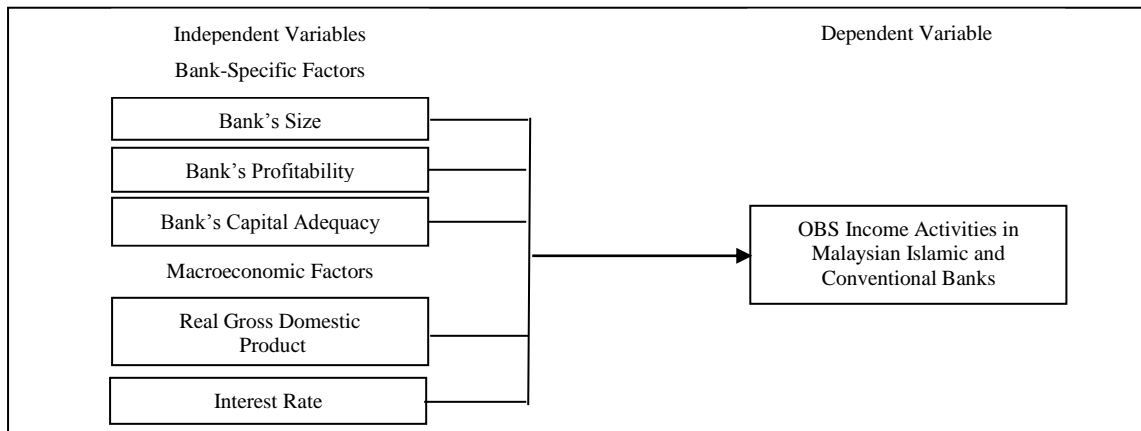 Independent Variables
Dependent Variable
Bank-Specific Factors
Bank’s Size
Bank’s Profitability
Bank’s Capital Adequacy
Macroeconomic Factors
Real Gross Domestic
Product
Interest Rate
OBS Income Activities in
Malaysian Islamic and
Conventional Banks